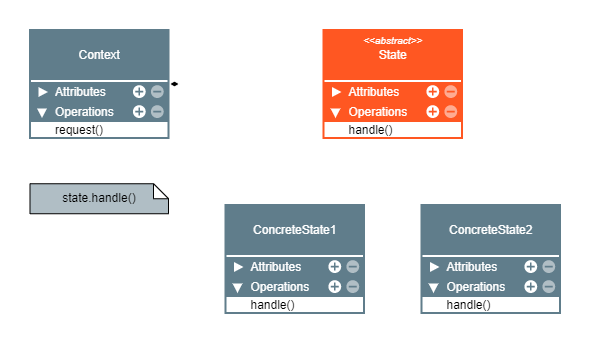 Context
Attributes
Operations
request()
<<abstract>>
State
Attributes
Operations
handle()
state.handle()
ConcreteState1
Attributes
Operations
handle()
ConcreteState2
Attributes
Operations
handle()